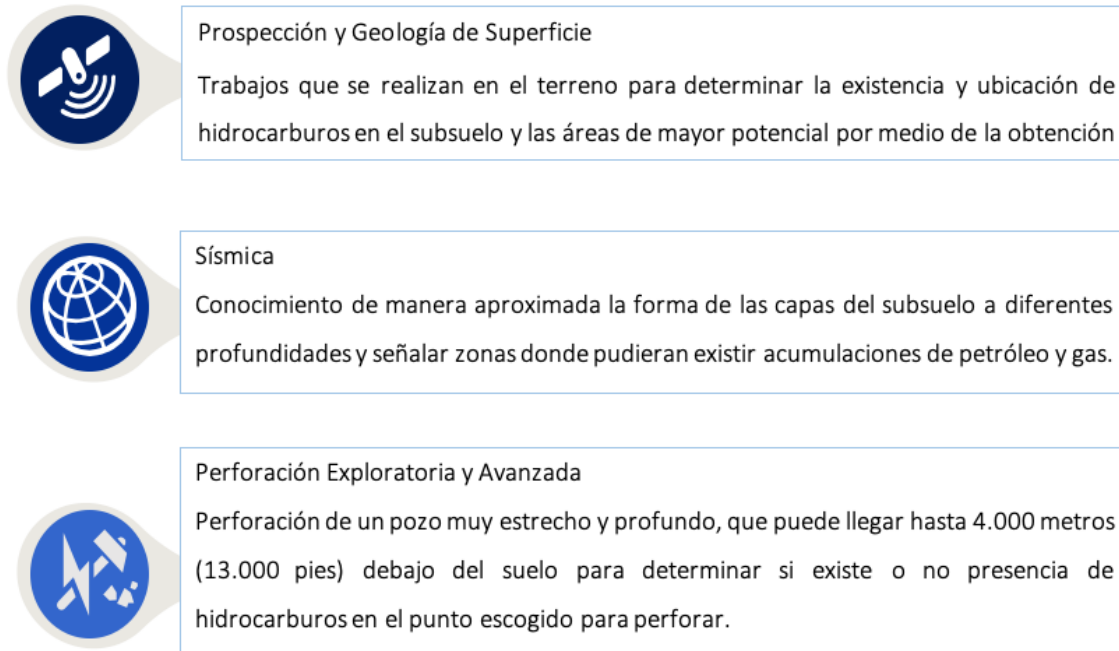 Prospección y Geología de Superficie
Trabajos que se realizan en el terreno para determinar la existencia y ubicación de
hidrocarburos en el subsuelo y las áreas de mayor potencial por medio de la obtención
Sísmica
Conocimiento de manera aproximada la forma de las capas del subsuelo a diferentes
profundidades y señalar zonas donde pudieran existir acumulaciones de petróleo y gas.
Perforación Exploratoria y Avanzada
Perforación de un pozo muy estrecho y profundo, que puede llegar hasta 4.000 metros
(13.000 pies) debajo del suelo para determinar si existe o no presencia de
hidrocarburos en el punto escogido para perforar.